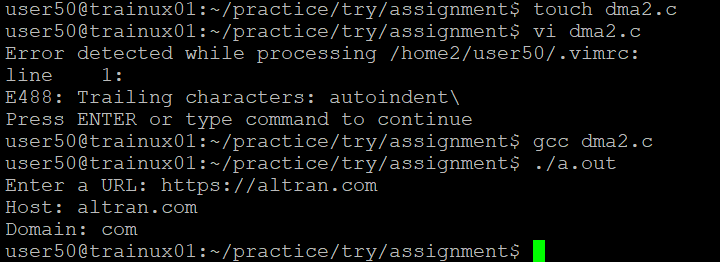 user50@trainux01:~/practice/try/assignment$ touch dma2.c
user50@trainux01:~/practice/try/assignment$ vi dma2.c
Error detected while processing /home2/user50/.vimrc:
line    1:
E488: Trailing characters: autoindent\
Press ENTER or type command to continue
user50@trainux01:~/practice/try/assignment$ gcc dma2.c
user50@trainux01:~/practice/try/assignment$ ./a.out
Enter a URL: https://altran.com
Host: altran.com
Domain: com
user50@trainux01:~/practice/try/assignment$